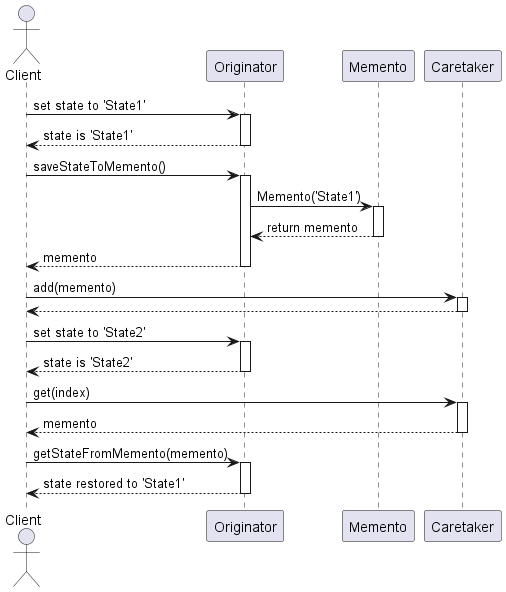 Client
Originator
Memento
Caretaker
set state to 'State1'
state is 'State1'
saveStateToMemento()
Memento('State1')
return memento
memento
add(memento)
set state to 'State2'
state is 'State2'
get(index)
memento
getStateFromMemento(memento)
state restored to 'State1'
Client
Originator
Memento
Caretaker